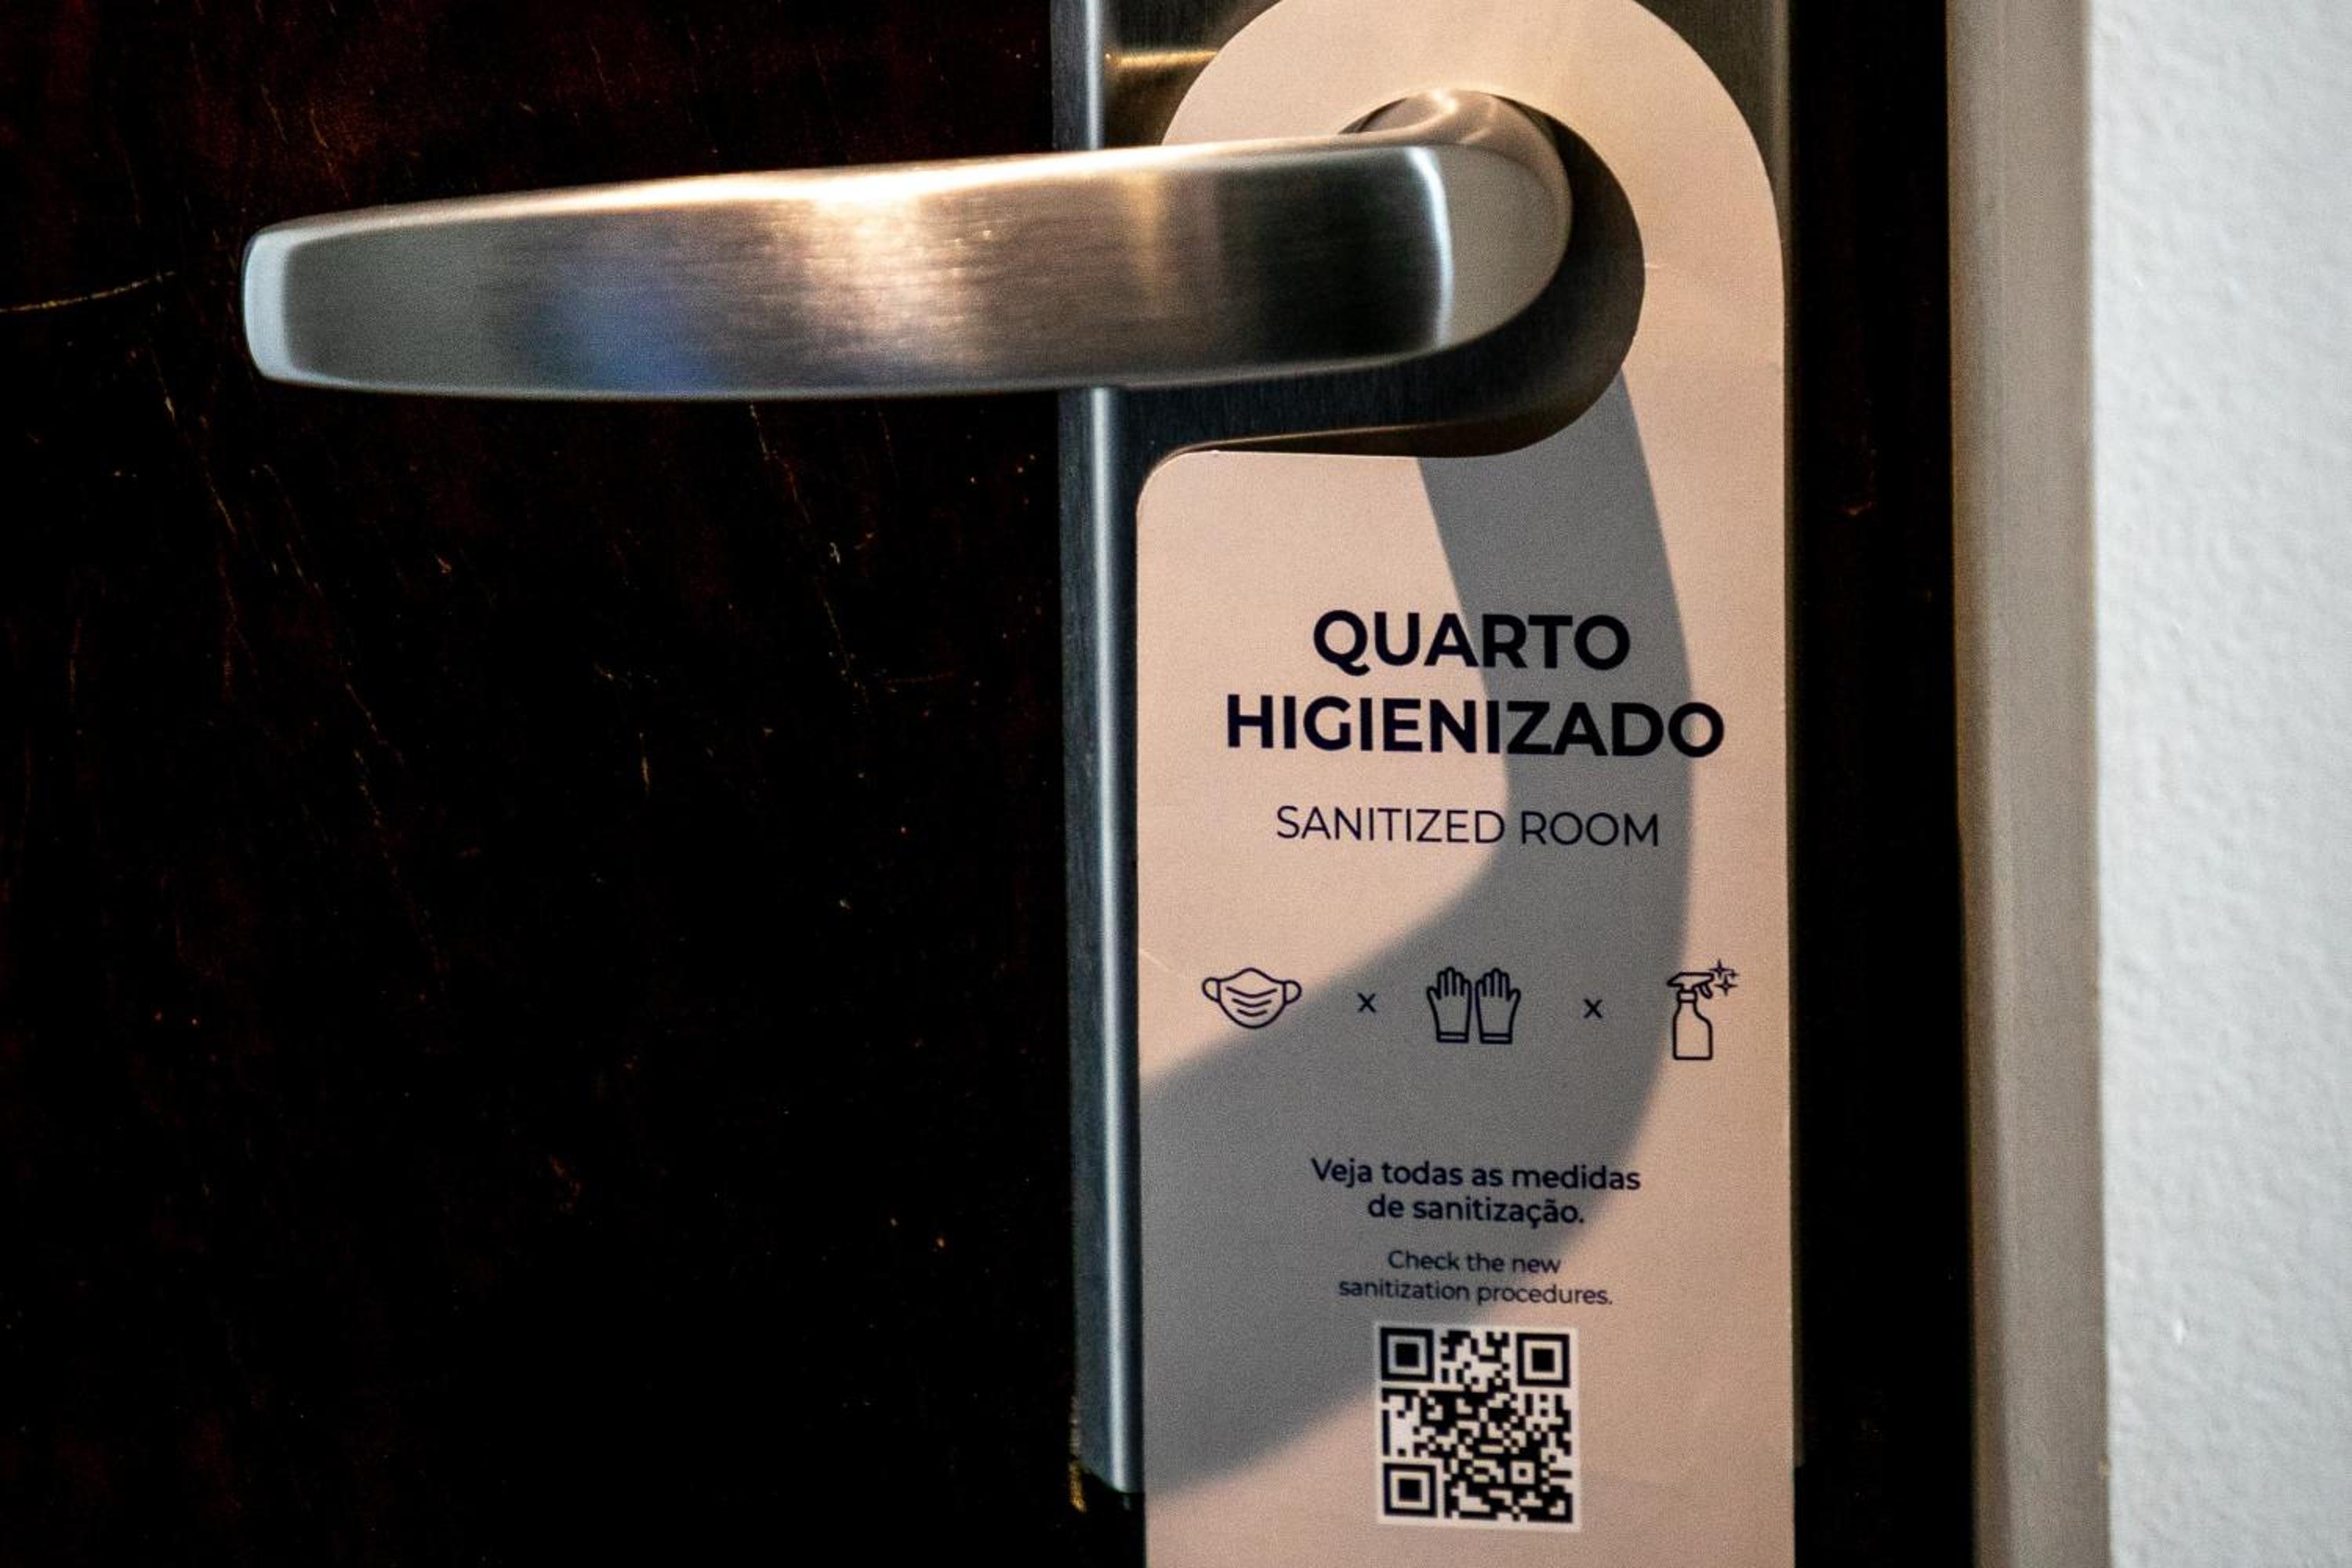 QUARTO
HIGIENIZADO
SANITIZED ROOM
x x
Veja todas as medidas
de sanitização.
Check the new
sanitization procedures.